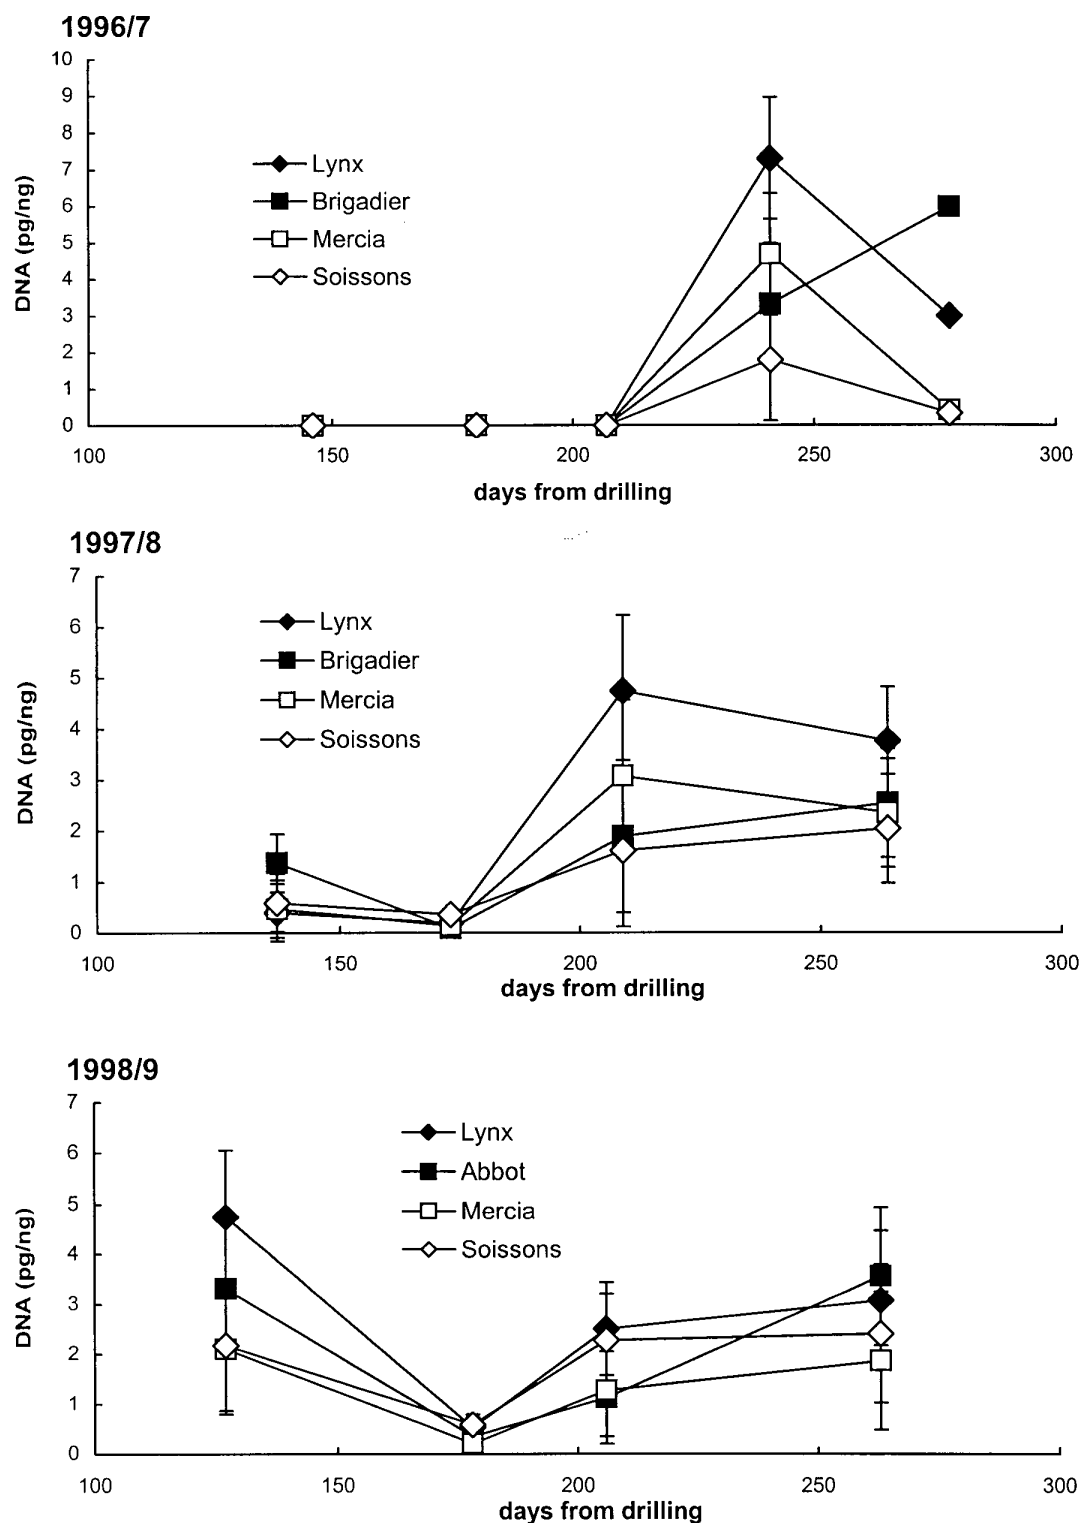 1996/7
10
9
8
7
6
5
4
3
2
1
0
DNA (pg/ng)
Lynx
Brigadier
Mercia
Soissons
100 150 200 250 300
days from drilling
1997/8
7
6
5
4
3
2
1
0
DNA (pg/ng)
Lynx
Brigadier
Mercia
Soissons
100 150 200 250 300
days from drilling
1998/9
7
6
5
4
3
2
1
0
DNA (pg/ng)
Lynx
Abbot
Mercia
Soissons
100 150 200 250 300
days from drilling